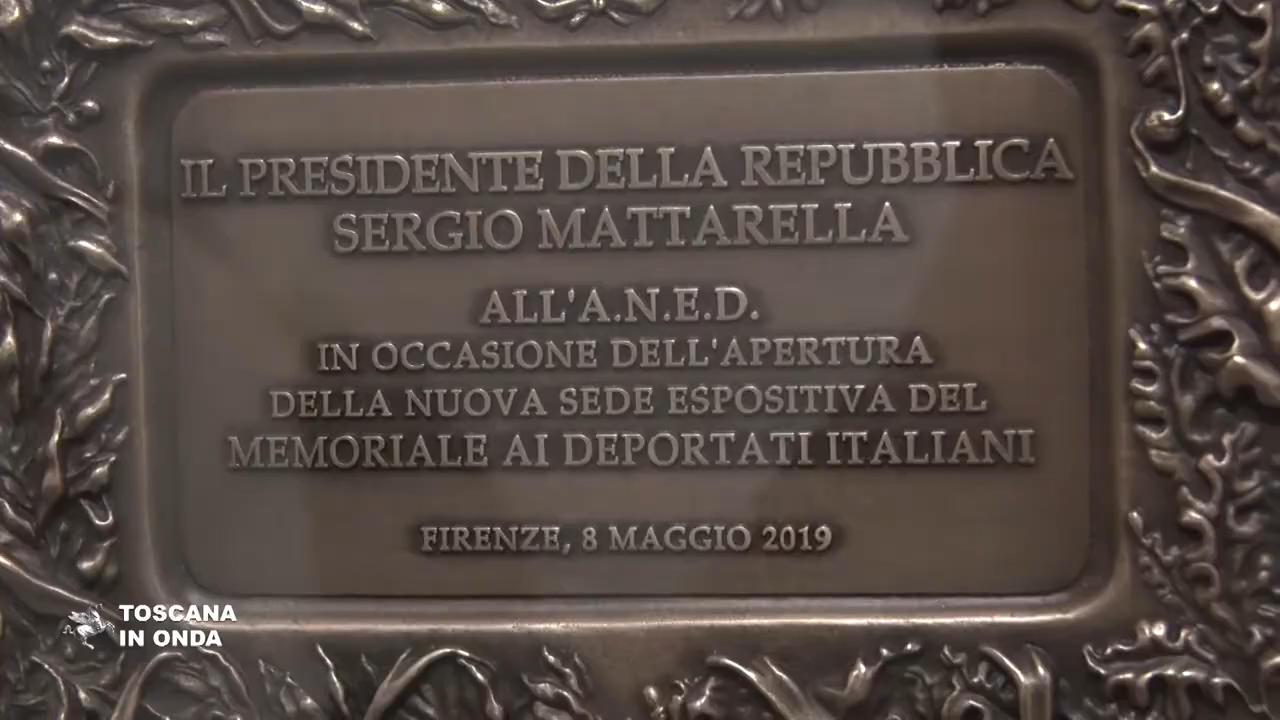 IL PRESIDENTE DELLA REPUBBLICA
SERGIO MATTARELLA
ALL'A.N.E.D.
IN OCCASIONE DELL'APERTURA
DELLA NUOVA SEDE ESPOSITIVA DEL
MEMORIALE AI DEPORTATI ITALIANI
FIRENZE, 8 MAGGIO 2019
TOSCANA
IN ONDA